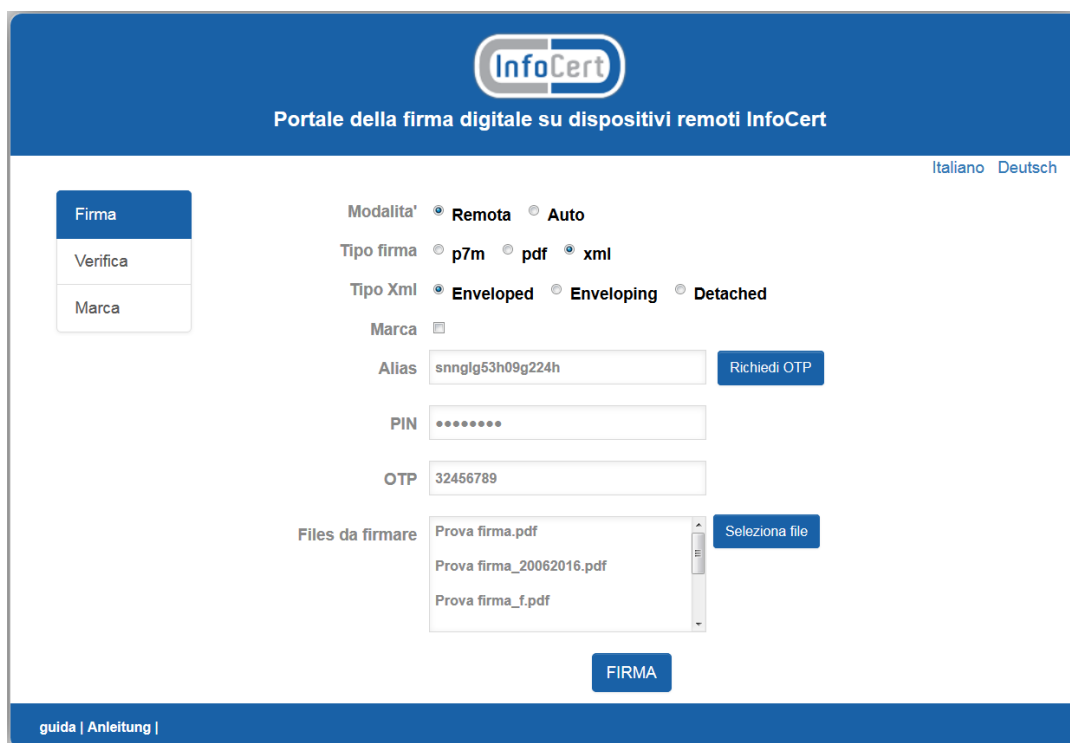 InfoCert
Portale della firma digitale su dispositivi remoti InfoCert
Italiano Deutsch
Firma
Verifica
Marca
Modalita' Remota Auto
Tipo firma p7m pdf xml
Tipo Xml Enveloped Enveloping Detached
Marca
Alias snnglg53h09g224h Richiedi OTP
PIN ••••••••
OTP 32456789
Files da firmare Prova firma.pdf Seleziona file
Prova firma_20062016.pdf
Prova firma_f.pdf
FIRMA
guida | Anleitung |